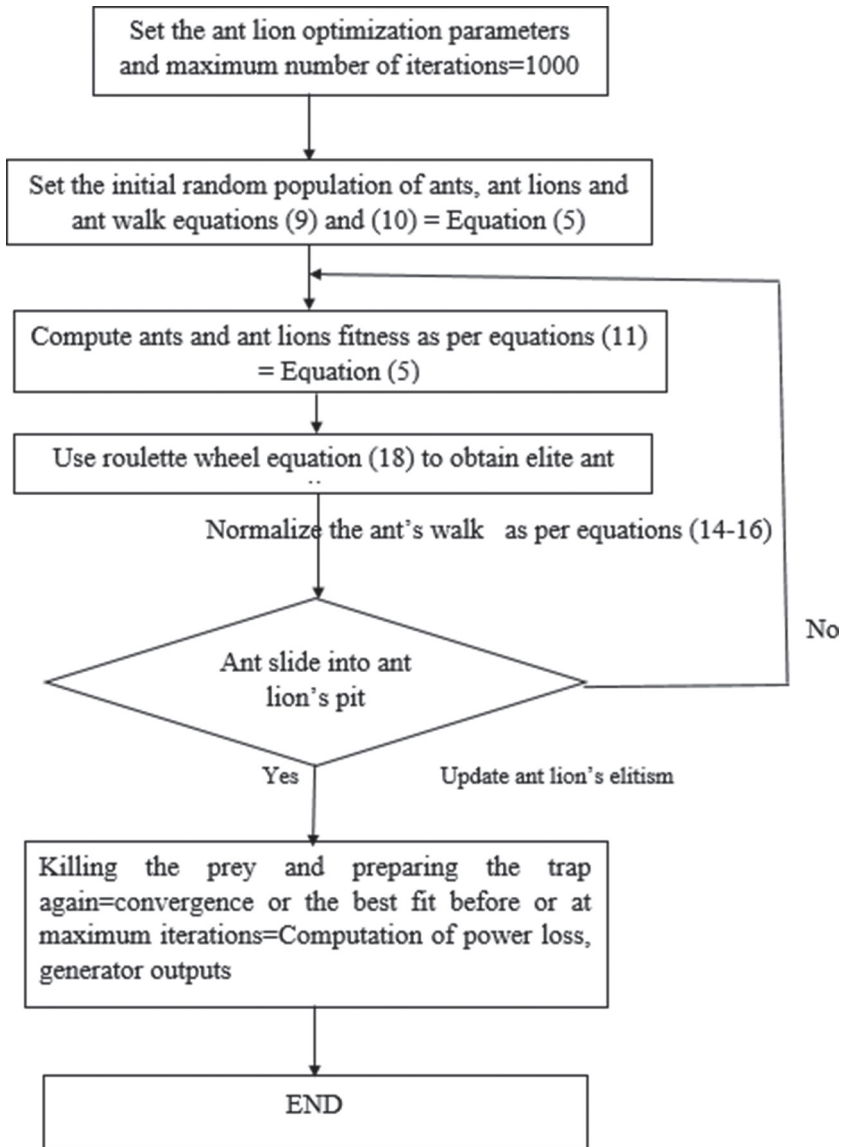 Set the ant lion optimization parameters
and maximum number of iterations=1000
Set the initial random population of ants, ant lions and
ant walk equations (9) and (10) = Equation (5)
Compute ants and ant lions fitness as per equations (11)
= Equation (5)
Use roulette wheel equation (18) to obtain elite ant
Normalize the ant’s walk as per equations (14-16)
No
Ant slide into ant
lion’s pit
Yes
Update ant lion’s elitism
Killing the prey and preparing the trap
again=convergence or the best fit before or at
maximum iterations=Computation of power loss,
generator outputs
END